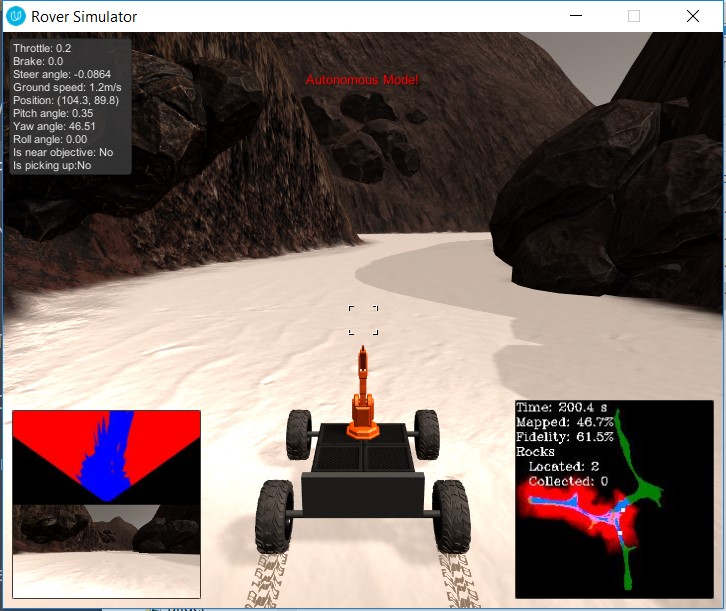 Rover Simulator
Throttle: 0.2
Brake: 0.0
Steer angle: -0.0864
Ground speed: 1.2m/s
Position: (104.3, 89.8)
Pitch angle: 0.35
Yaw angle: 46.51
Roll angle: 0.00
Is near objective: No
Is picking up:No
Autonomous Mode!
Time: 200.4 s
Mapped: 46.7%
Fidelity: 61.5%
Rocks
Located: 2
Collected: 0